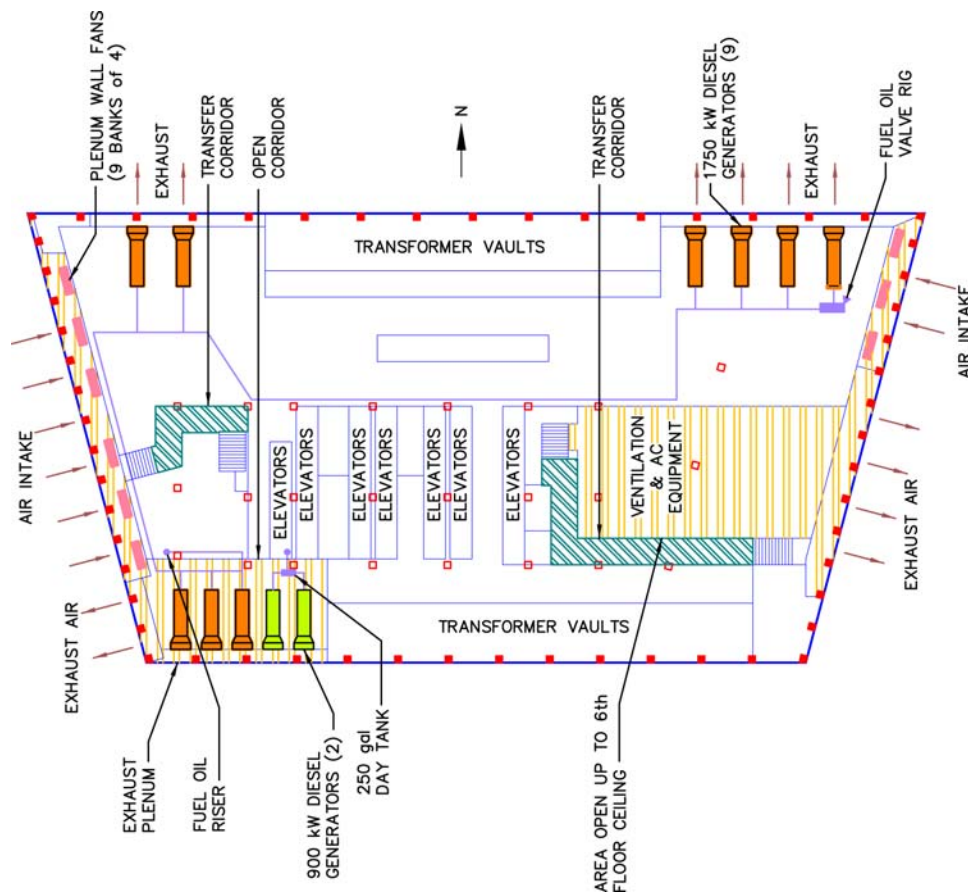 PLENUM WALL FANS
(9 BANKS of 4)
EXHAUST
TRANSFER
CORRIDOR
OPEN
CORRIDOR
N
TRANSFER
CORRIDOR
1750 kW DIESEL
GENERATORS (9)
EXHAUST
FUEL OIL
VALVE RIG
TRANSFORMER VAULTS
AIR INTAKE
AIR INTAKE
ELEVATORS
ELEVATORS
ELEVATORS
ELEVATORS
ELEVATORS
ELEVATORS
ELEVATORS
VENTILATION
& AC
EQUIPMENT
EXHAUST AIR
EXHAUST AIR
TRANSFORMER VAULTS
EXHAUST
PLENUM
FUEL OIL
RISER
900 kW DIESEL
GENERATORS (2)
250 gal
DAY TANK
AREA OPEN UP TO 6th
FLOOR CEILING